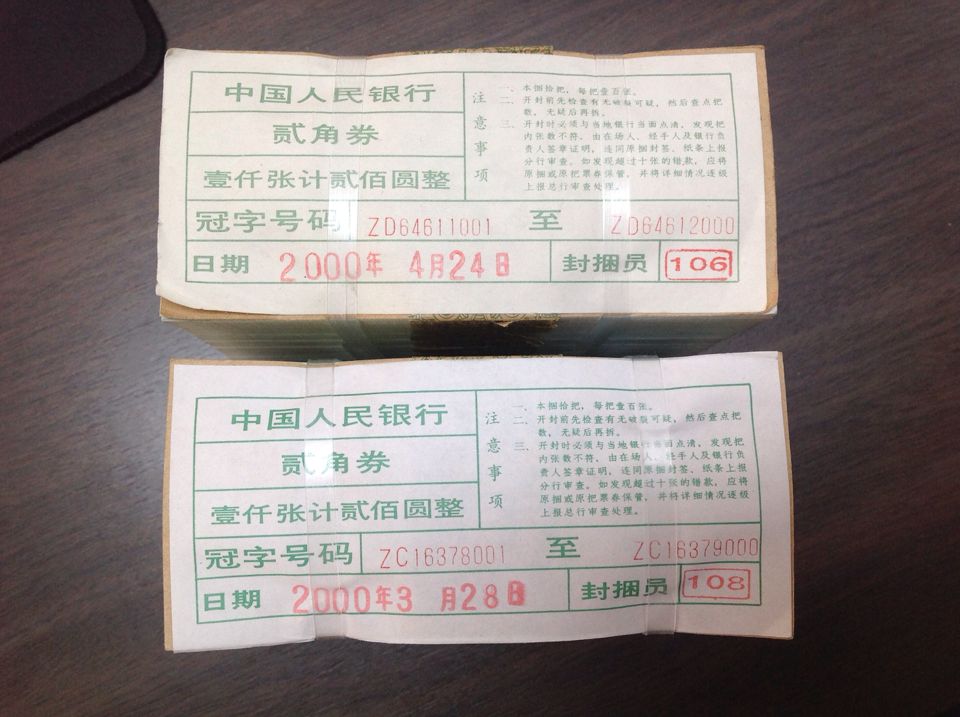 中国人民银行
贰角券
壹仟张计贰佰圆整
注意事项
一、本捆恰把，每把壹百张。
二、开封前先检查有无破裂可疑，然后查点把
数，无疑后再拆。
三、开封时必须与当地银行当面点清，发现把
内张数不符，由在场人，经手人及银行负
责人签章证明，连同原捆封签、纸条上报
分行审查。如发现超过十张的错款，应将
原捆或原把票券保管，并将详细情况逐级
上报总行审查处理。
冠字号码 ZD64611001 至 ZD64612000
日期 2000年 4月24日 封捆员 106
中国人民银行
贰角券
壹仟张计贰佰圆整
注意事项
一、本捆恰把，每把壹百张。
二、开封前先检查有无破裂可疑，然后查点把
数，无疑后再拆。
三、开封时必须与当地银行当面点清，发现把
内张数不符，由在场人、经手人及银行负
责人签章证明，连同原捆封签、纸条上报
分行审查。如发现超过十张的错款，应将
原捆或原把票券保管，并将详细情况逐级
上报总行审查处理。
冠字号码 ZC16378001 至 ZC16379000
日期 2000年3月28日 封捆员 108